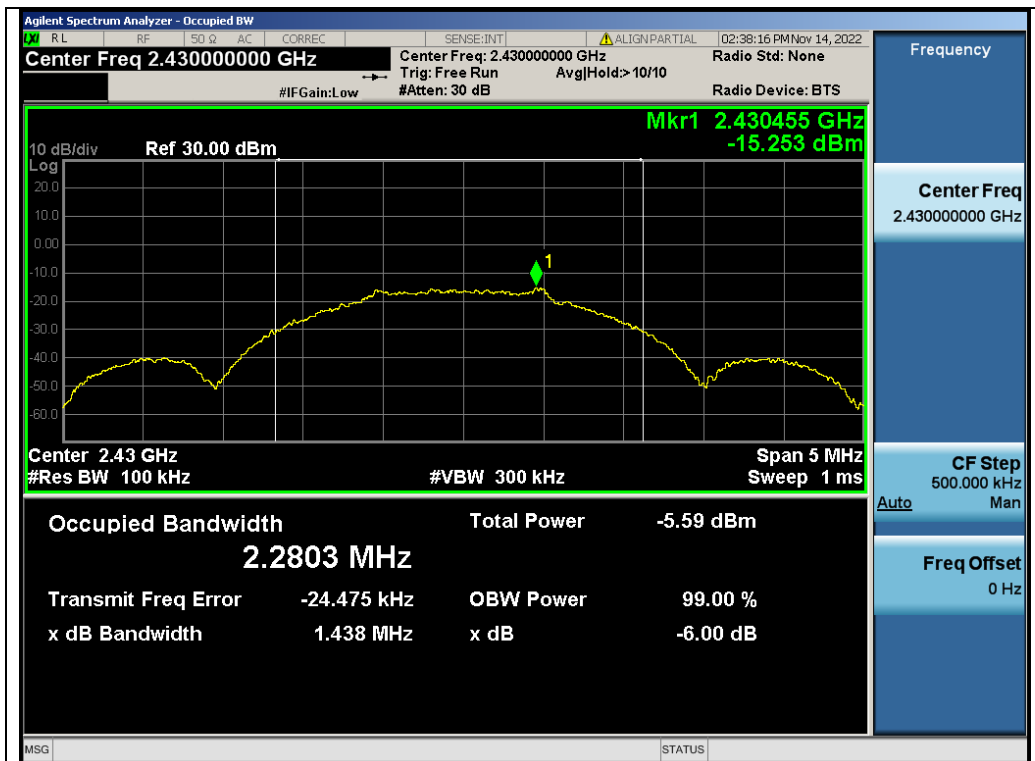 Agilent Spectrum Analyzer - Occupied BW
LXI RL RF 50 Ω AC CORREC SENSE:INT ALIGN PARTIAL 02:38:16 PM Nov 14, 2022
Center Freq 2.430000000 GHz
Center Freq: 2.430000000 GHz
Radio Std: None
Trig: Free Run Avg|Hold:> 10/10
#IFGain:Low #Atten: 30 dB Radio Device: BTS
Mkr1 2.430455 GHz
-15.253 dBm
10 dB/div Ref 30.00 dBm
Log
20.0
10.0
0.00
1
-10.0
-20.0
-30.0
-40.0
-50.0
-60.0
Center 2.43 GHz Span 5 MHz
#Res BW 100 kHz #VBW 300 kHz Sweep 1 ms
Occupied Bandwidth Total Power -5.59 dBm
2.2803 MHz
Transmit Freq Error -24.475 kHz OBW Power 99.00 %
x dB Bandwidth 1.438 MHz x dB -6.00 dB
MSG STATUS
Frequency
Center Freq
2.430000000 GHz
CF Step
500.000 kHz
Auto Man
Freq Offset
0 Hz